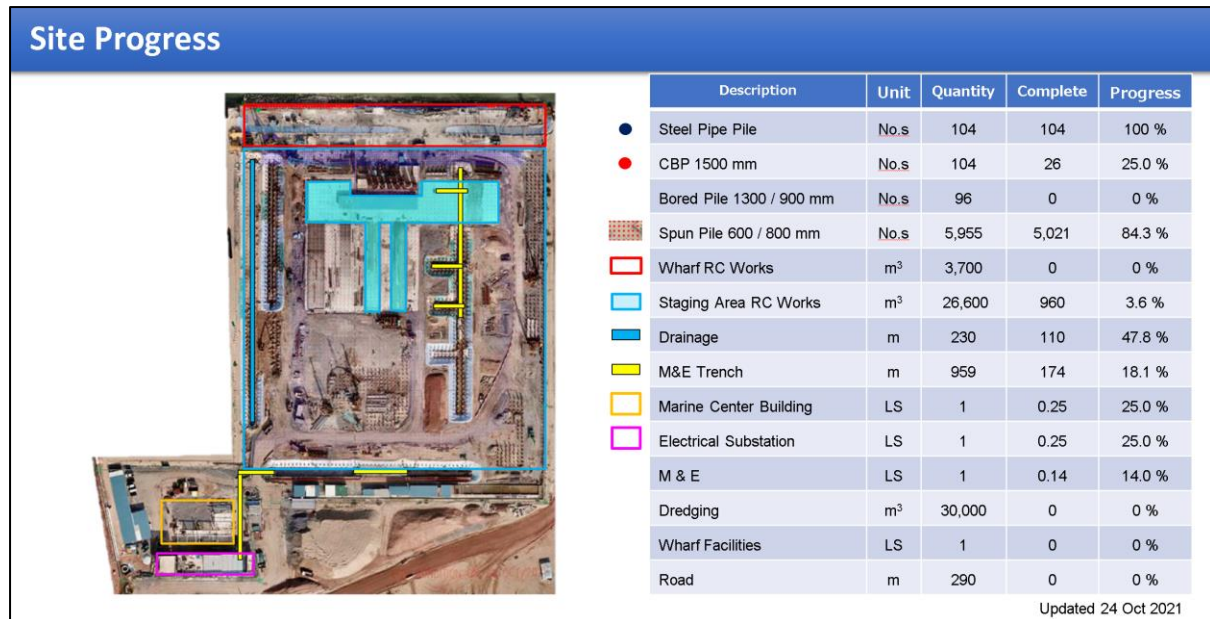 Site Progress
Description Unit Quantity Complete Progress
Steel Pipe Pile No.s 104 104 100 %
CBP 1500 mm No.s 104 26 25.0 %
Bored Pile 1300 / 900 mm No.s 96 0 0 %
Spun Pile 600 / 800 mm No.s 5,955 5,021 84.3 %
Wharf RC Works m³ 3,700 0 0 %
Staging Area RC Works m³ 26,600 960 3.6 %
Drainage m 230 110 47.8 %
M&E Trench m 959 174 18.1 %
Marine Center Building LS 1 0.25 25.0 %
Electrical Substation LS 1 0.25 25.0 %
M & E LS 1 0.14 14.0 %
Dredging m³ 30,000 0 0 %
Wharf Facilities LS 1 0 0 %
Road m 290 0 0 %
Updated 24 Oct 2021